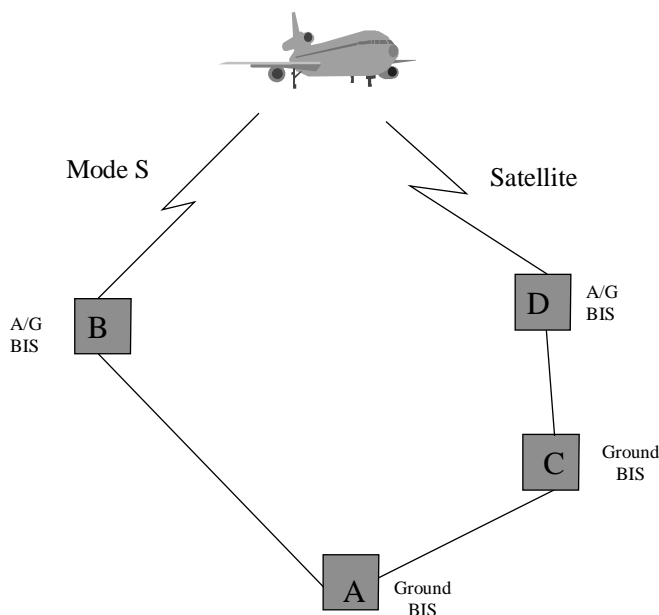 Mode S
Satellite
A/G
BIS
B
D
A/G
BIS
C
Ground
BIS
A
Ground
BIS